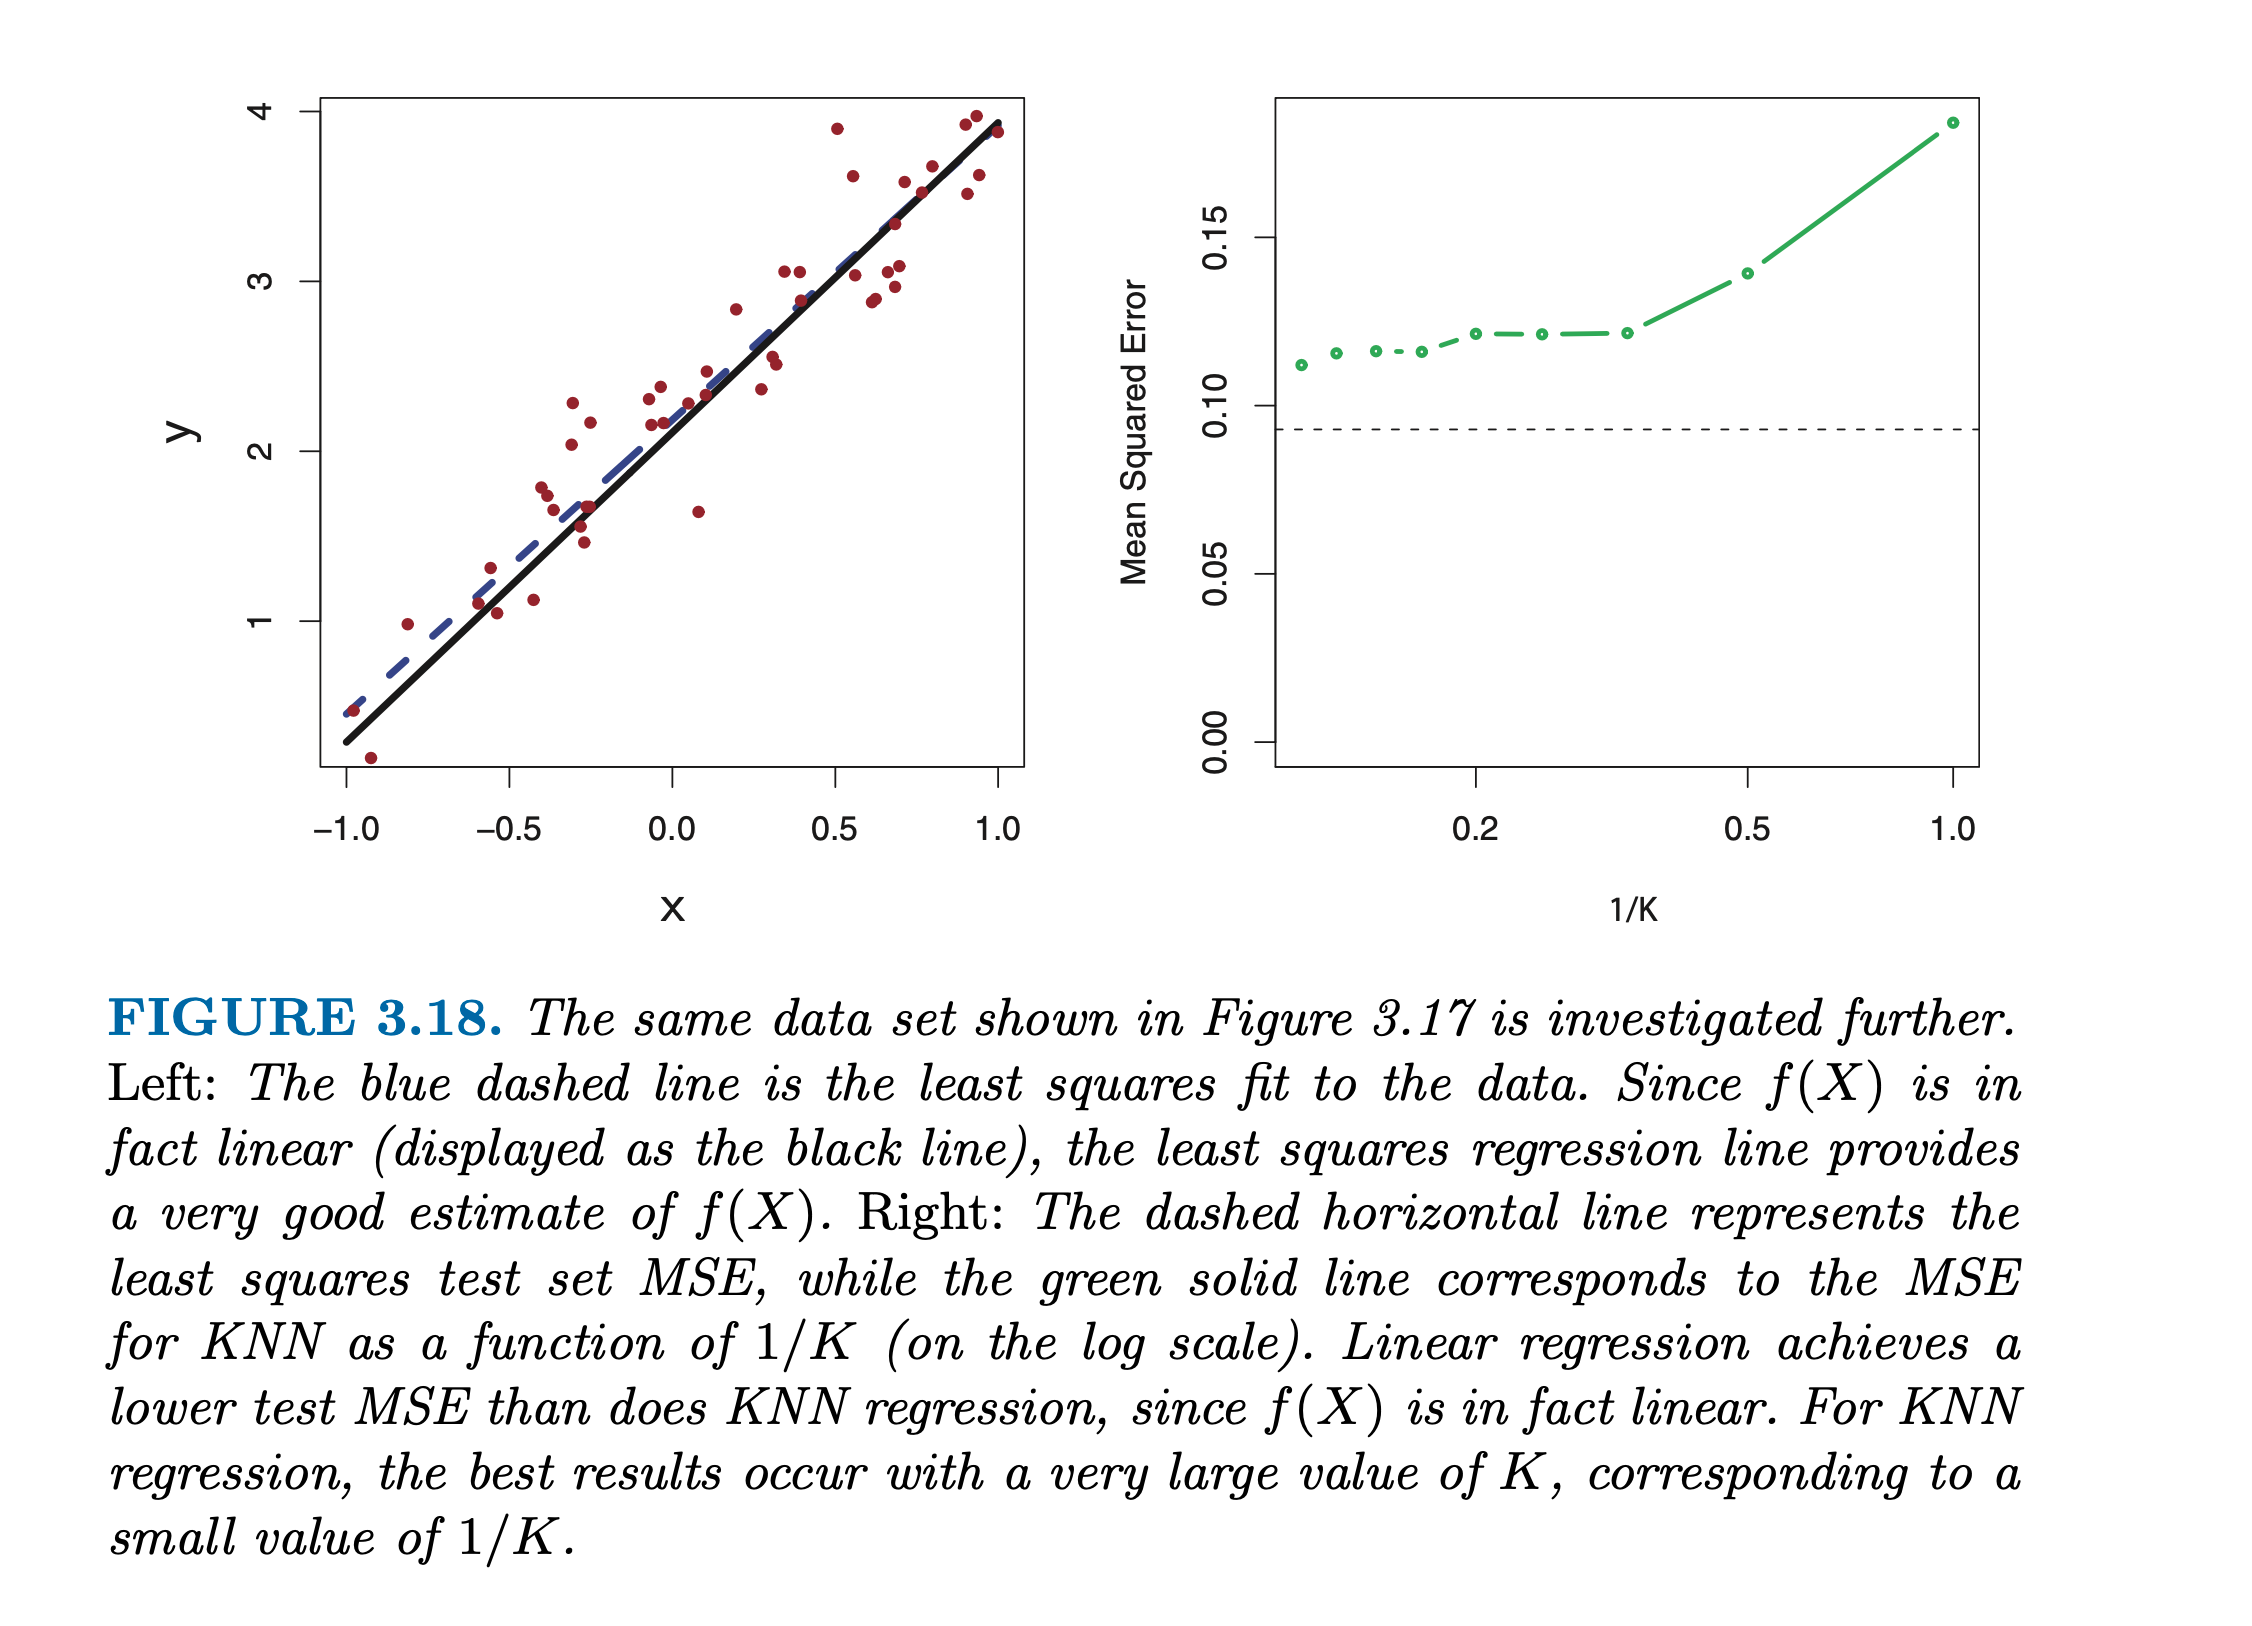 4
3
2
1
y
−1.0 −0.5 0.0 0.5 1.0
x
0.15
0.10
0.05
0.00
Mean Squared Error
0.2 0.5 1.0
1/K
FIGURE 3.18. The same data set shown in Figure 3.17 is investigated further.
Left: The blue dashed line is the least squares fit to the data. Since f(X) is in
fact linear (displayed as the black line), the least squares regression line provides
a very good estimate of f(X). Right: The dashed horizontal line represents the
least squares test set MSE, while the green solid line corresponds to the MSE
for KNN as a function of 1/K (on the log scale). Linear regression achieves a
lower test MSE than does KNN regression, since f(X) is in fact linear. For KNN
regression, the best results occur with a very large value of K, corresponding to a
small value of 1/K.